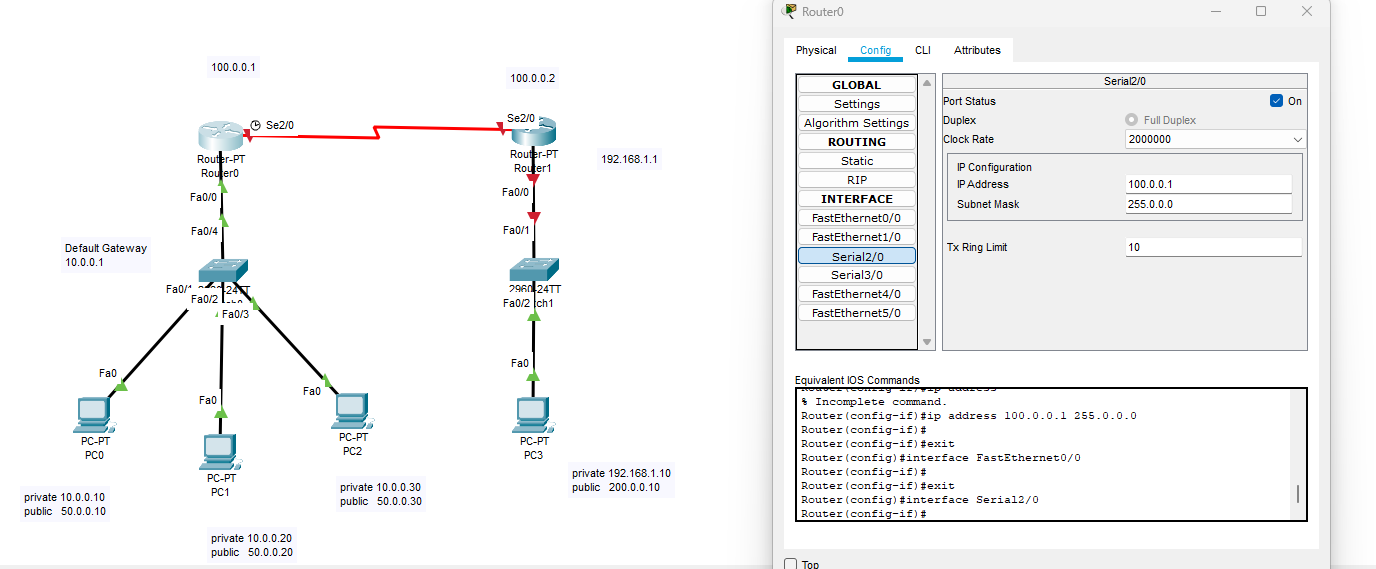 100.0.0.1
100.0.0.2
Se2/0
Se2/0
Router-PT
Router0
Router-PT
Router1
192.168.1.1
Fa0/0
Fa0/0
Fa0/4
Fa0/1
Default Gateway
10.0.0.1
24TT
Fa0/1
Fa0/2
Fa0/3
2960-24TT
Fa0/2
Fa0
Fa0
Fa0
Fa0
PC-PT
PC0
PC-PT
PC1
PC-PT
PC2
PC-PT
PC3
private 10.0.0.10
public 50.0.0.10
private 10.0.0.20
public 50.0.0.20
private 10.0.0.30
public 50.0.0.30
private 192.168.1.10
public 200.0.0.10
Router0
Physical Config CLI Attributes
GLOBAL
Settings
Algorithm Settings
ROUTING
Static
RIP
INTERFACE
FastEthernet0/0
FastEthernet1/0
Serial2/0
Serial3/0
FastEthernet4/0
FastEthernet5/0
Serial2/0
Port Status On
Duplex Full Duplex
Clock Rate 2000000
IP Configuration
IP Address 100.0.0.1
Subnet Mask 255.0.0.0
Tx Ring Limit 10
Equivalent IOS Commands
Router(config-if)#ip address
% Incomplete command.
Router(config-if)#ip address 100.0.0.1 255.0.0.0
Router(config-if)#
Router(config-if)#exit
Router(config)#interface FastEthernet0/0
Router(config-if)#
Router(config-if)#exit
Router(config)#interface Serial2/0
Router(config-if)#
Top